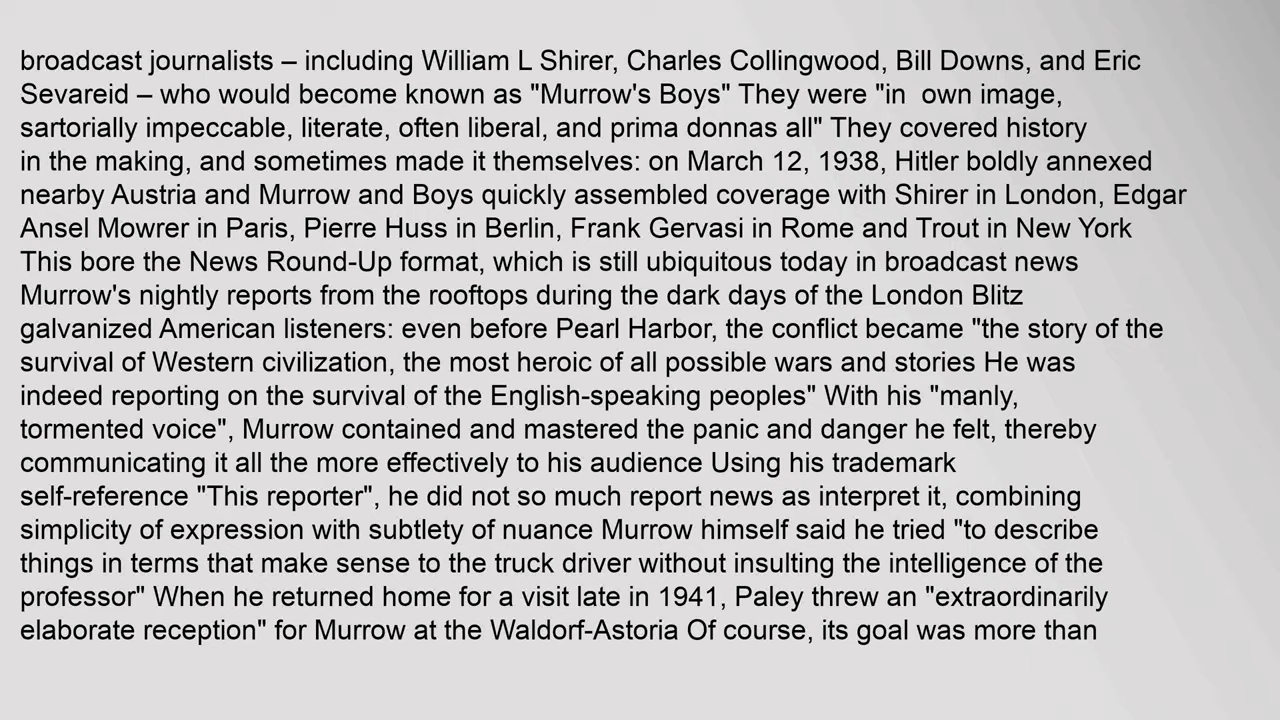 broadcast journalists – including William L Shirer, Charles Collingwood, Bill Downs, and Eric
Sevareid – who would become known as "Murrow's Boys" They were "in  own image,
sartorially impeccable, literate, often liberal, and prima donnas all" They covered history
in the making, and sometimes made it themselves: on March 12, 1938, Hitler boldly annexed
nearby Austria and Murrow and Boys quickly assembled coverage with Shirer in London, Edgar
Ansel Mowrer in Paris, Pierre Huss in Berlin, Frank Gervasi in Rome and Trout in New York
This bore the News Round-Up format, which is still ubiquitous today in broadcast news
Murrow's nightly reports from the rooftops during the dark days of the London Blitz
galvanized American listeners: even before Pearl Harbor, the conflict became "the story of the
survival of Western civilization, the most heroic of all possible wars and stories He was
indeed reporting on the survival of the English-speaking peoples" With his "manly,
tormented voice", Murrow contained and mastered the panic and danger he felt, thereby
communicating it all the more effectively to his audience Using his trademark
self-reference "This reporter", he did not so much report news as interpret it, combining
simplicity of expression with subtlety of nuance Murrow himself said he tried "to describe
things in terms that make sense to the truck driver without insulting the intelligence of the
professor" When he returned home for a visit late in 1941, Paley threw an "extraordinarily
elaborate reception" for Murrow at the Waldorf-Astoria Of course, its goal was more than